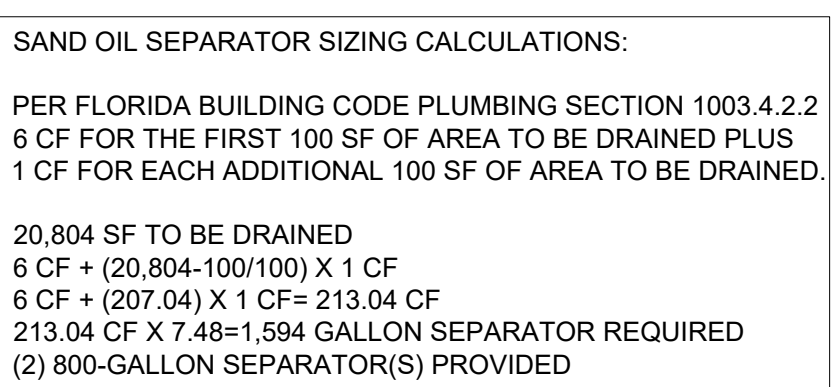 SAND OIL SEPARATOR SIZING CALCULATIONS:
PER FLORIDA BUILDING CODE PLUMBING SECTION 1003.4.2.2
6 CF FOR THE FIRST 100 SF OF AREA TO BE DRAINED PLUS
1 CF FOR EACH ADDITIONAL 100 SF OF AREA TO BE DRAINED.
20,804 SF TO BE DRAINED
6 CF + (20,804-100/100) X 1 CF
6 CF + (207.04) X 1 CF= 213.04 CF
213.04 CF X 7.48=1,594 GALLON SEPARATOR REQUIRED
(2) 800-GALLON SEPARATOR(S) PROVIDED